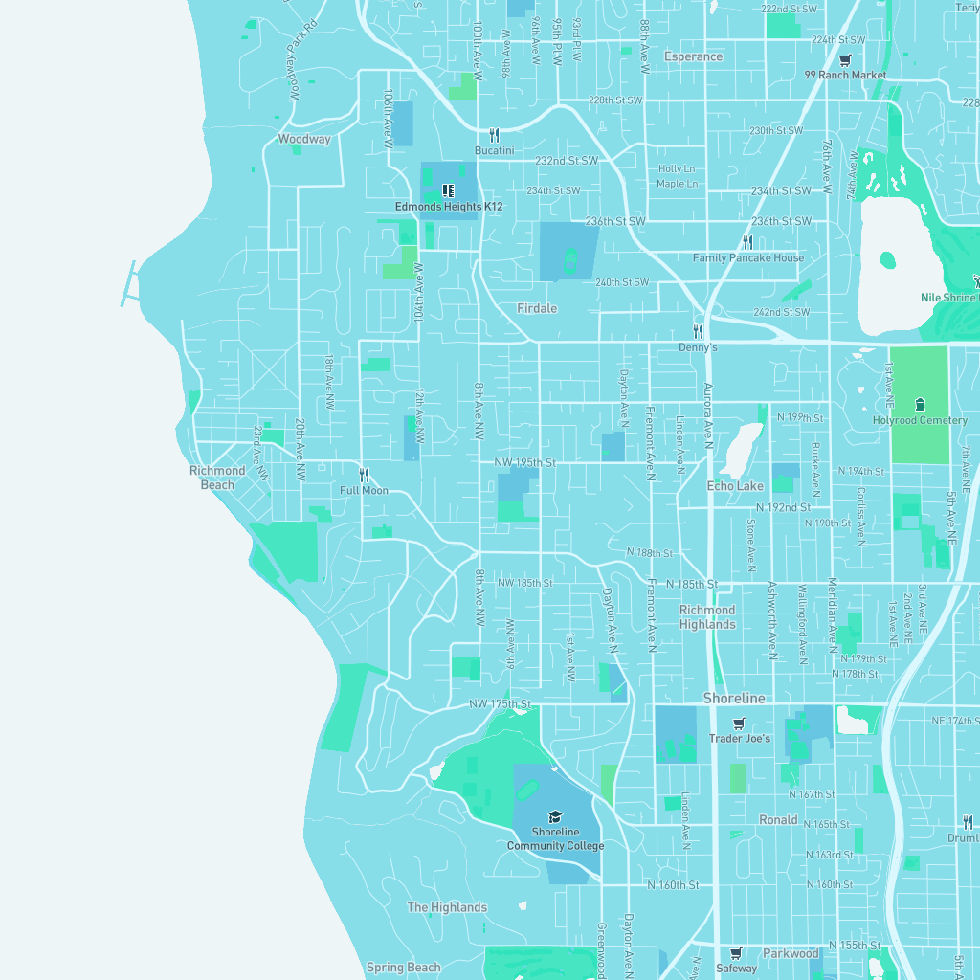 222nd St SW
224th St SW
Woodway Park Rd
103th Ave W
98th Ave W
96th Ave W
95th Pl W
93rd Pl W
88th Ave W
Esperance
99 Ranch Market
220th St SW
228
106th Ave W
Woodway
Bucatini
230th St SW
232nd St SW
76th Ave W
74th Ave W
Holly Ln
Maple Ln
234th St SW
234th St SW
Edmonds Heights K12
236th St SW
236th St SW
Family Pancake House
104th Ave W
240th St SW
Nile Shrine
Firdale
242nd St SW
Denny's
18th Ave NW
12th Ave NW
8th Ave NW
Dayton Ave N
Fremont Ave N
Linden Ave N
Aurora Ave N
1st Ave NE
N 199th St
Holyrood Cemetery
23rd Ave NW
20th Ave NW
7th Ave NE
Richmond
Beach
Full Moon
NW 195th St
Echo Lake
N 194th St
N 192nd St
N 190th St
Corliss Ave N
5th Ave NE
Stone Ave N
N 188th St
NW 185th St
N 185th St
8th Ave NW
Dayton Ave N
Fremont Ave N
Richmond
Highlands
Ashworth Ave N
Wallingford Ave N
Meridian Ave N
1st Ave NE
2nd Ave NE
3rd Ave NE
1st Ave NW
N 179th St
N 178th St
NW 175th St
Shoreline
Trader Joe's
NE 174th St
N 167th St
Linden Ave N
Ronald
N 165th St
Shoreline
Community College
N 163rd St
N 160th St
N 160th St
The Highlands
Greenwood
Dayton Ave N
N 155th St
Parkwood
Safeway
Spring Beach